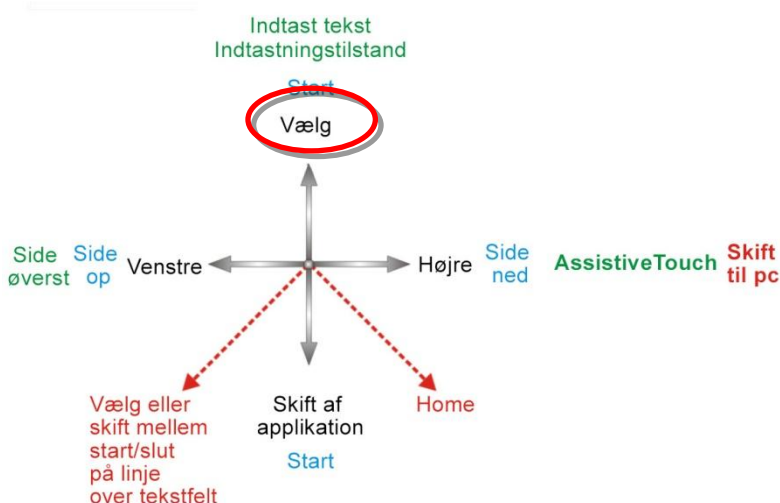 Indtast tekst
Indtastningstilstand
Start
Vælg
Side
øverst
Side
op
Venstre
Højre
Side
ned
AssistiveTouch
Skift
til pc
Vælg eller
skift mellem
start/slut
på linje
over tekstfelt
Skift af
applikation
Start
Home